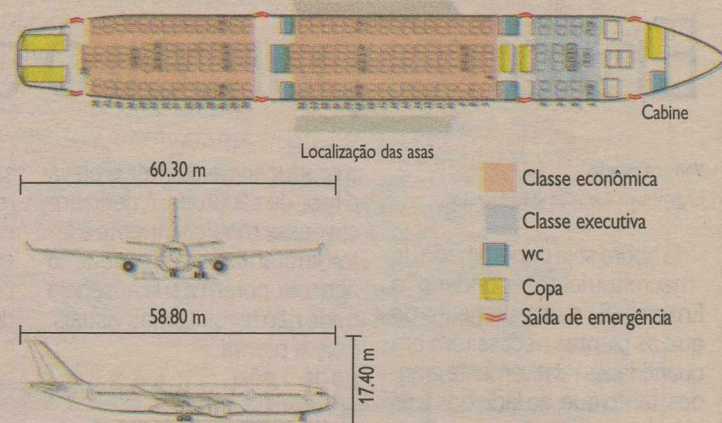 Cabine
Localização das asas
60.30 m
Classe econômica
Classe executiva
wc
Copa
Saída de emergência
58.80 m
17.40 m